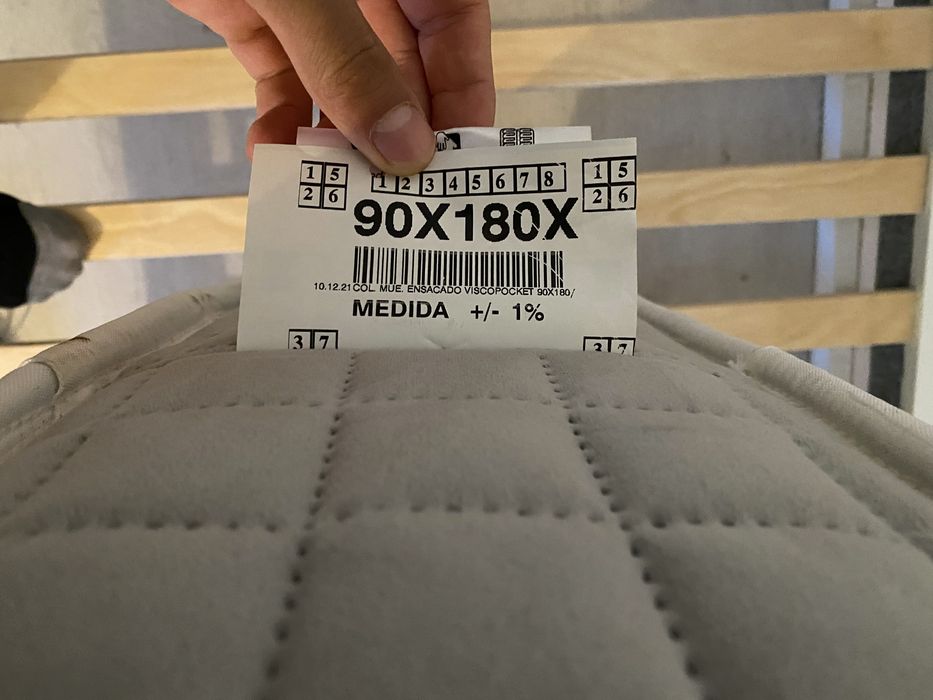 1 5
2 6
1 2 3 4 5 6 7 8
1 5
2 6
90X180X
10.12.21 COL. MUE. ENSACADO VISCOPOCKET 90X180/
MEDIDA +/- 1%
3 7
3 7